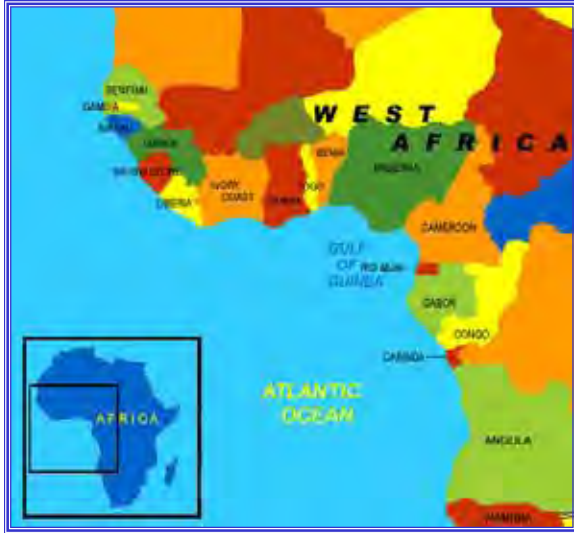 WEST
AFRICA
SENEGAL
GAMBIA
GUINEA
SIERRA LEONE
LIBERIA
IVORY
COAST
GHANA
TOGO
BENIN
NIGERIA
CAMEROON
GULF
OF
GUINEA
RIO MUNI
GABON
CONGO
CABINDA
ATLANTIC
OCEAN
ANGOLA
NAMIBIA
AFRICA